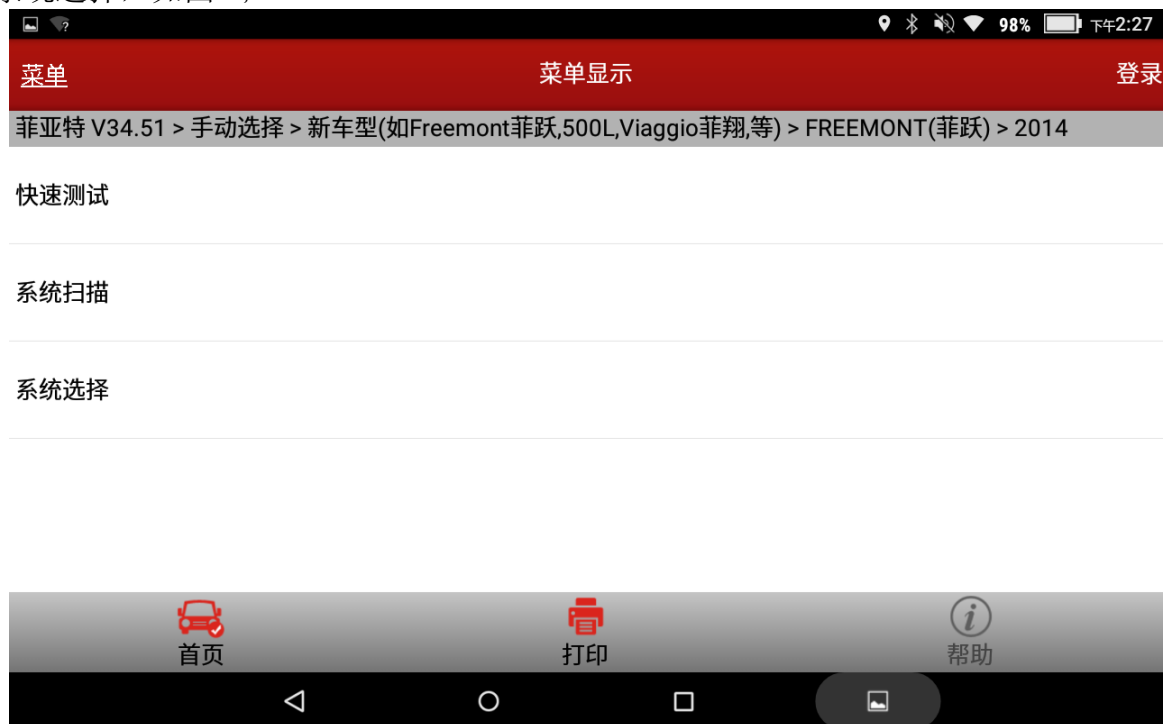 98% 下午2:27
菜单 菜单显示 登录
菲亚特 V34.51 > 手动选择 > 新车型(如Freemont菲跃,500L,Viaggio菲翔,等) > FREEMONT(菲跃) > 2014
快速测试
系统扫描
系统选择
首页 打印 帮助